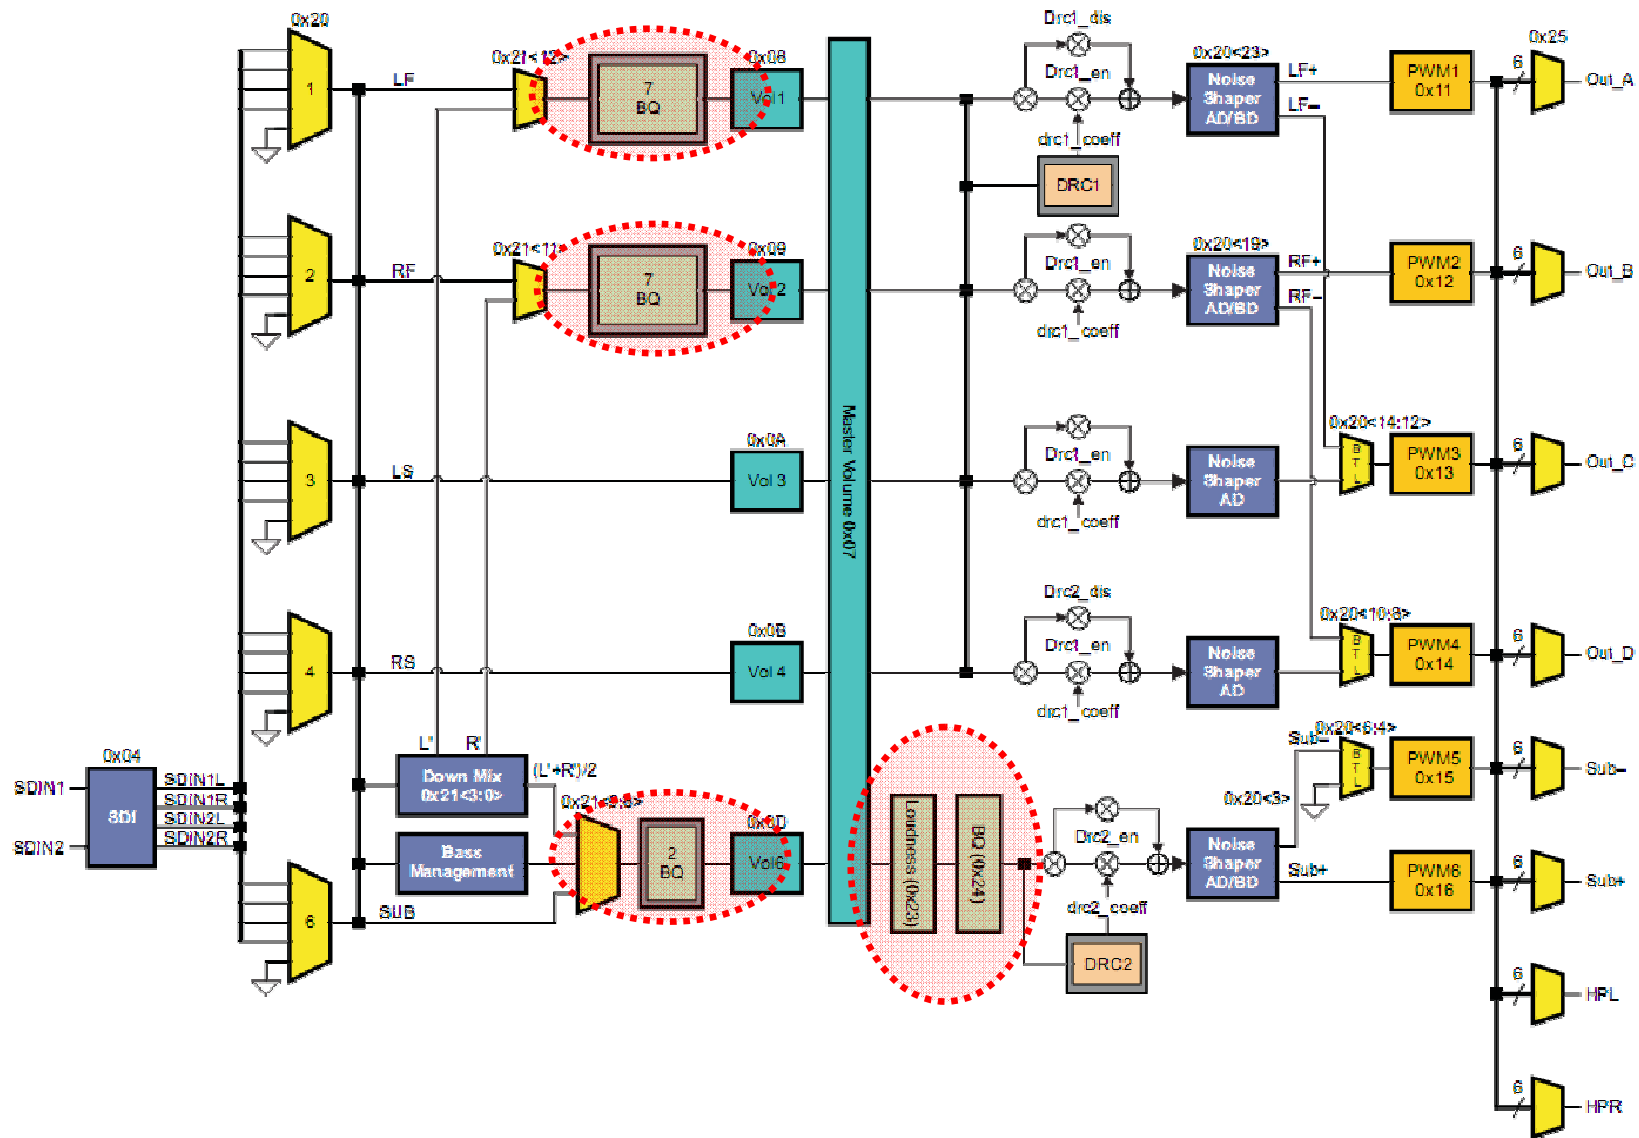 0x20
1
LF
0x21<12>
7
BQ
0x08
Vol1
Drc1_dis
Drc1_en
drc1_coeff
DRC1
0x20<23>
Noise
Shaper
AD/BD
LF+
LF−
PWM1
0x11
6
0x25
Out_A
2
RF
7
BQ
0x09
Vol 2
Drc1_en
drc1_coeff
0x20<19>
Noise
Shaper
AD/BD
RF+
RF−
PWM2
0x12
6
Out_B
3
LS
0x0A
Vol 3
Master Volume 0x07
Drc1_en
drc1_coeff
Noise
Shaper
AD
0x20<14:12>
BTL
PWM3
0x13
6
Out_C
4
RS
0x0B
Vol 4
Drc2_dis
Drc1_en
drc1_coeff
Noise
Shaper
AD
0x20<10:8>
BTL
PWM4
0x14
6
Out_D
0x04
SDIN1
SDIN2
SDI
SDIN1L
SDIN1R
SDIN2L
SDIN2R
L'
R'
Down Mix
0x21<3:0>
(L'+R')/2
Bass
Management
6
SUB
2
BQ
Vol6
Loudness (0x23)
BQ (0x24)
Drc2_en
drc2_coeff
DRC2
0x20<3>
Noise
Shaper
AD/BD
Sub−
Sub+
0x20<6:4>
BTL
PWM5
0x15
6
Sub−
PWM6
0x16
6
Sub+
6
HPL
6
HPR